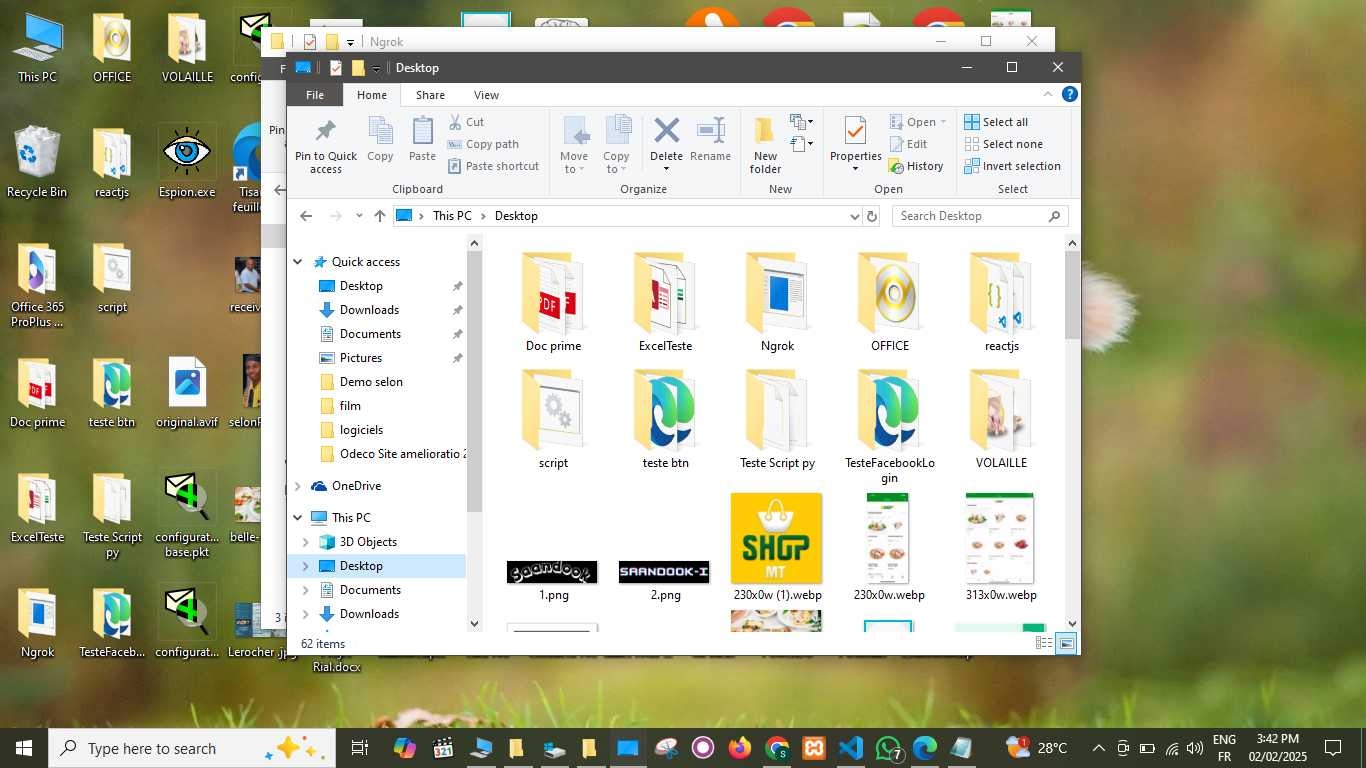 This PC
OFFICE
VOLAILLE
Recycle Bin
reactjs
Espion.exe
Office 365
ProPlus ...
script
Doc prime
teste btn
original.avif
ExcelTeste
Teste Script
py
configurat...
base.pkt
Ngrok
TesteFaceb...
configurat...
Lerocher .jpg
Rial.docx
Ngrok
Desktop
File
Home
Share
View
Pin to Quick
access
Copy
Paste
Cut
Copy path
Paste shortcut
Clipboard
Move
to
Copy
to
Delete
Rename
Organize
New
folder
New
Properties
Open
Edit
History
Open
Select all
Select none
Invert selection
Select
This PC
Desktop
Search Desktop
Quick access
Desktop
Downloads
Documents
Pictures
Demo selon
film
logiciels
Odeco Site amelioratio 2
OneDrive
This PC
3D Objects
Desktop
Documents
Downloads
Doc prime
ExcelTeste
Ngrok
OFFICE
reactjs
script
teste btn
Teste Script py
TesteFacebookLo
gin
VOLAILLE
Saandook
SAANDOOK-I
SHOP
MT
1.png
2.png
230x0w (1).webp
230x0w.webp
313x0w.webp
62 items
Type here to search
321
7
1
28°C
ENG
FR
3:42 PM
02/02/2025